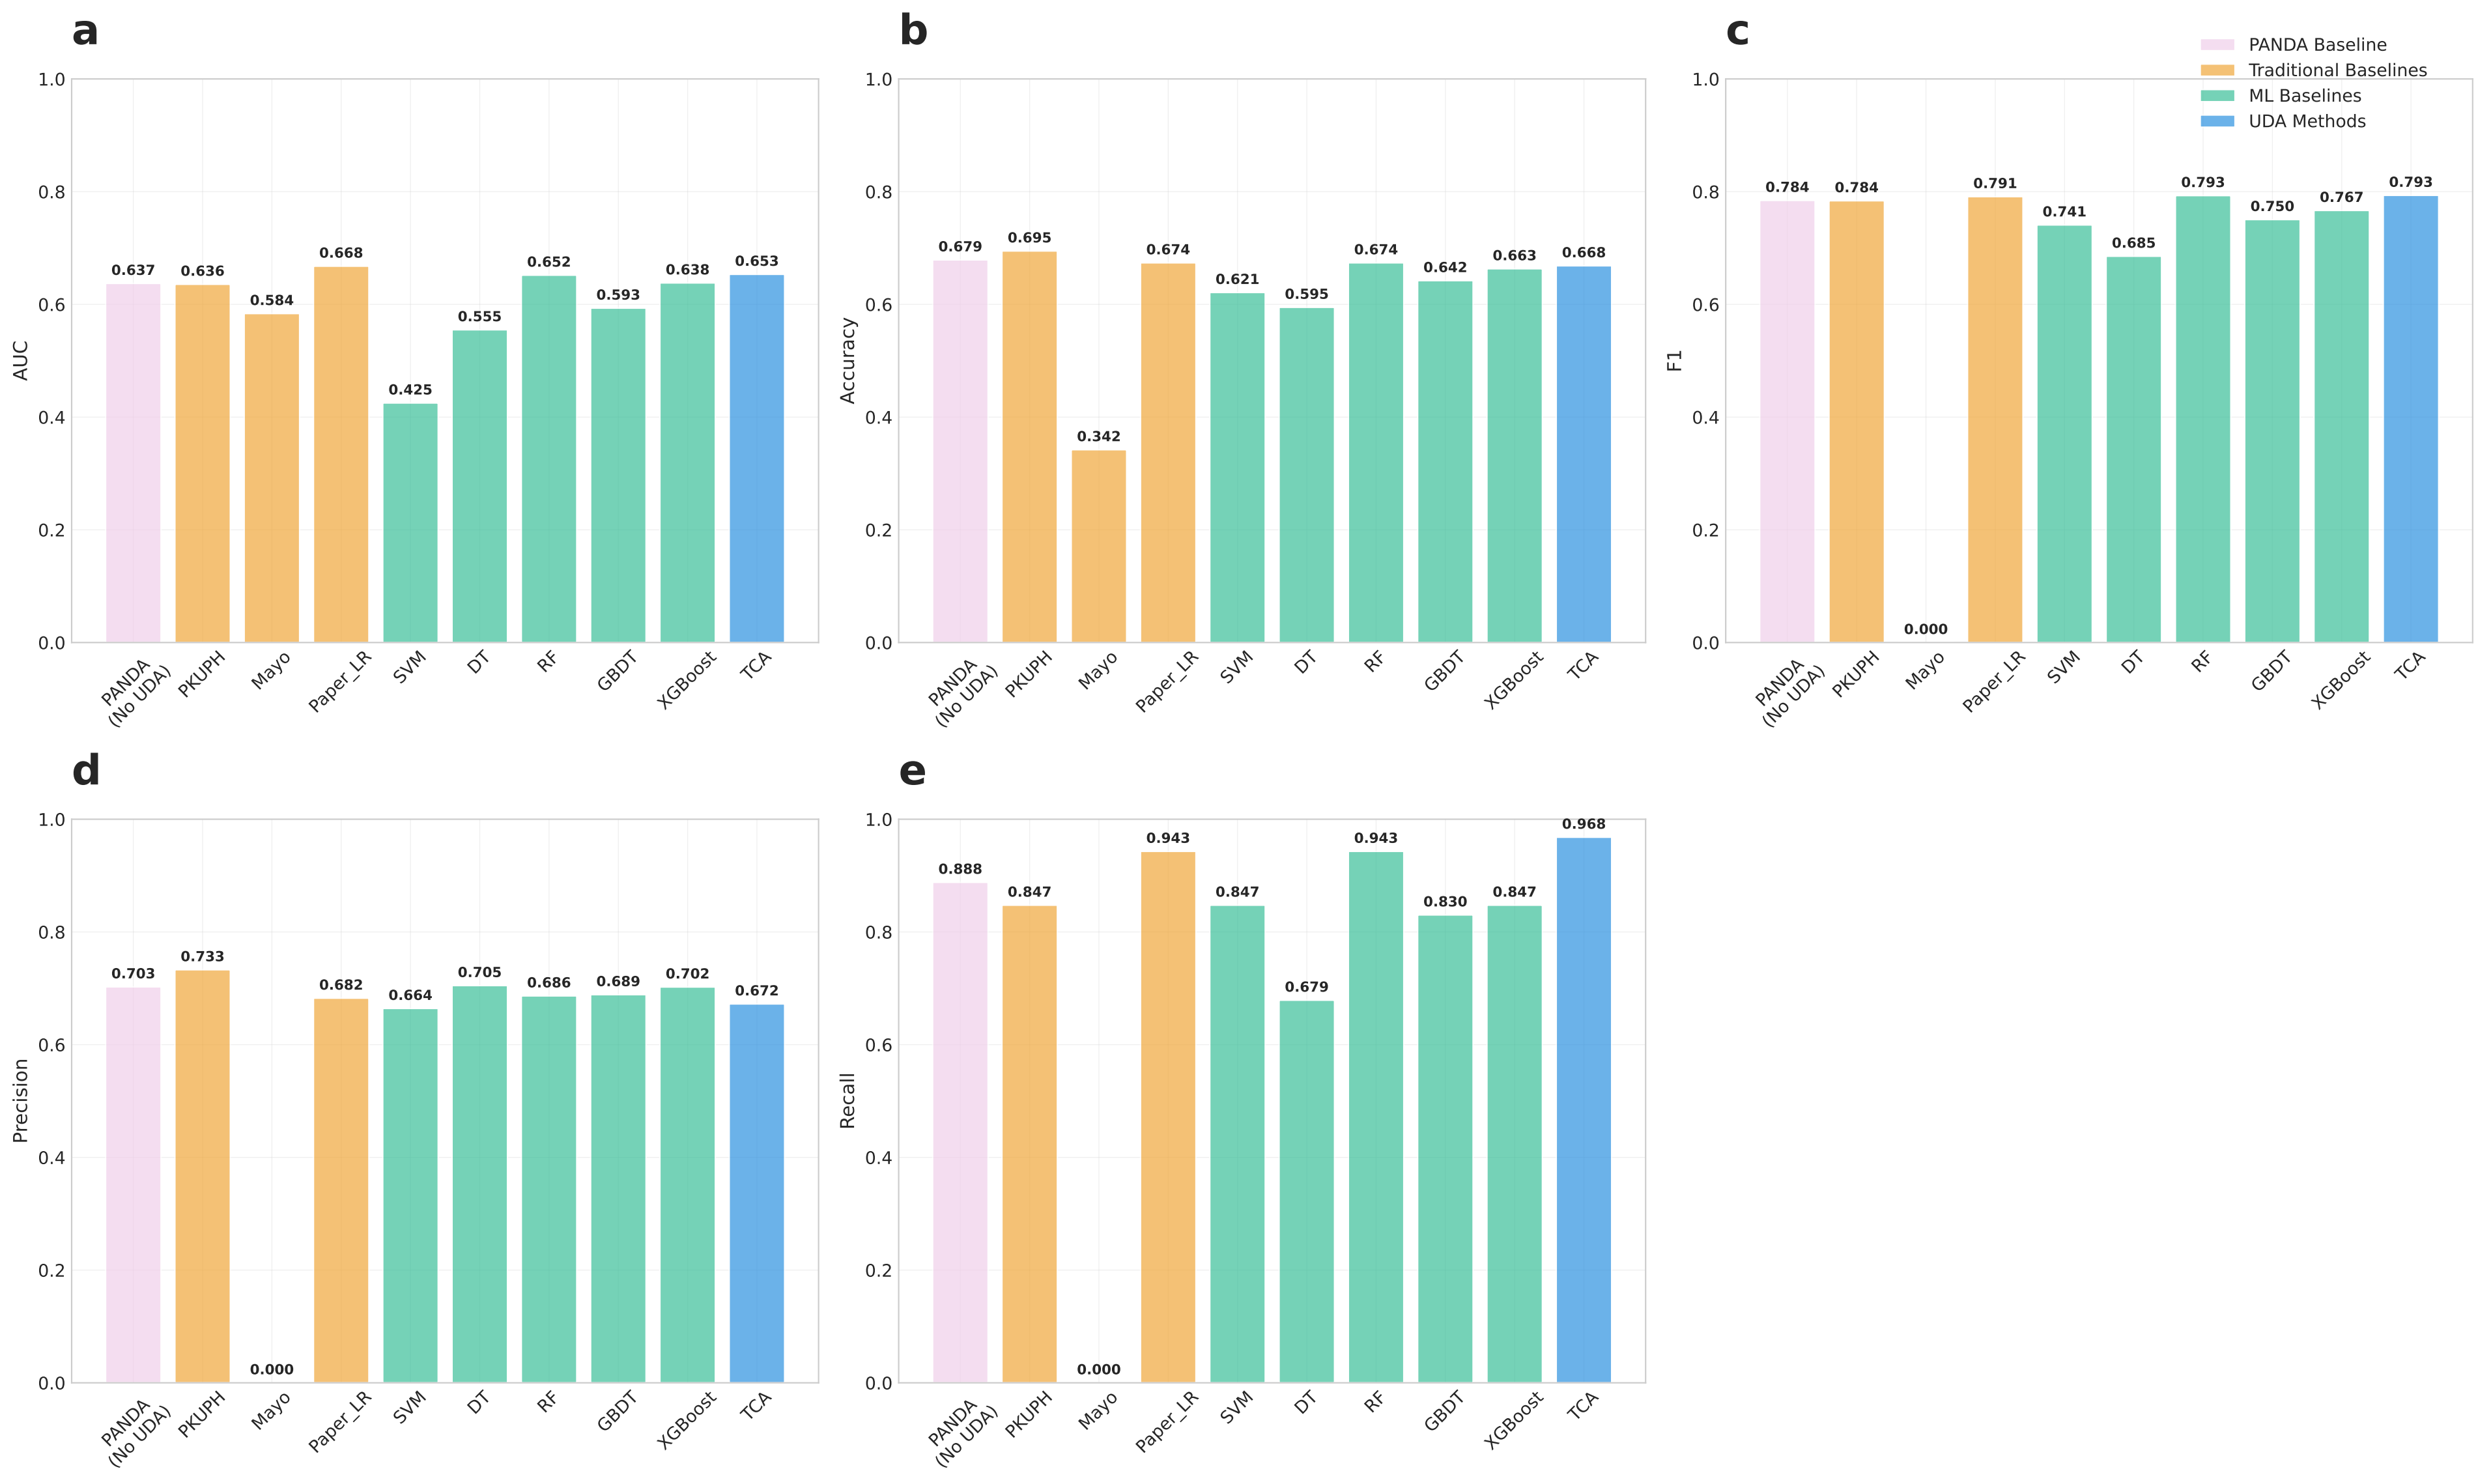 a
1.0
0.8
0.6
0.4
0.2
0.0
AUC
0.637
0.636
0.584
0.668
0.425
0.555
0.652
0.593
0.638
0.653
PANDA
(No UDA)
PKUPH
Mayo
Paper_LR
SVM
DT
RF
GBDT
XGBoost
TCA
b
1.0
0.8
0.6
0.4
0.2
0.0
Accuracy
0.679
0.695
0.342
0.674
0.621
0.595
0.674
0.642
0.663
0.668
PANDA
(No UDA)
PKUPH
Mayo
Paper_LR
SVM
DT
RF
GBDT
XGBoost
TCA
c
PANDA Baseline
Traditional Baselines
ML Baselines
UDA Methods
1.0
0.8
0.6
0.4
0.2
0.0
F1
0.784
0.784
0.000
0.791
0.741
0.685
0.793
0.750
0.767
0.793
PANDA
(No UDA)
PKUPH
Mayo
Paper_LR
SVM
DT
RF
GBDT
XGBoost
TCA
d
1.0
0.8
0.6
0.4
0.2
0.0
Precision
0.703
0.733
0.000
0.682
0.664
0.705
0.686
0.689
0.702
0.672
PANDA
(No UDA)
PKUPH
Mayo
Paper_LR
SVM
DT
RF
GBDT
XGBoost
TCA
e
1.0
0.8
0.6
0.4
0.2
0.0
Recall
0.888
0.847
0.000
0.943
0.847
0.679
0.943
0.830
0.847
0.968
PANDA
(No UDA)
PKUPH
Mayo
Paper_LR
SVM
DT
RF
GBDT
XGBoost
TCA